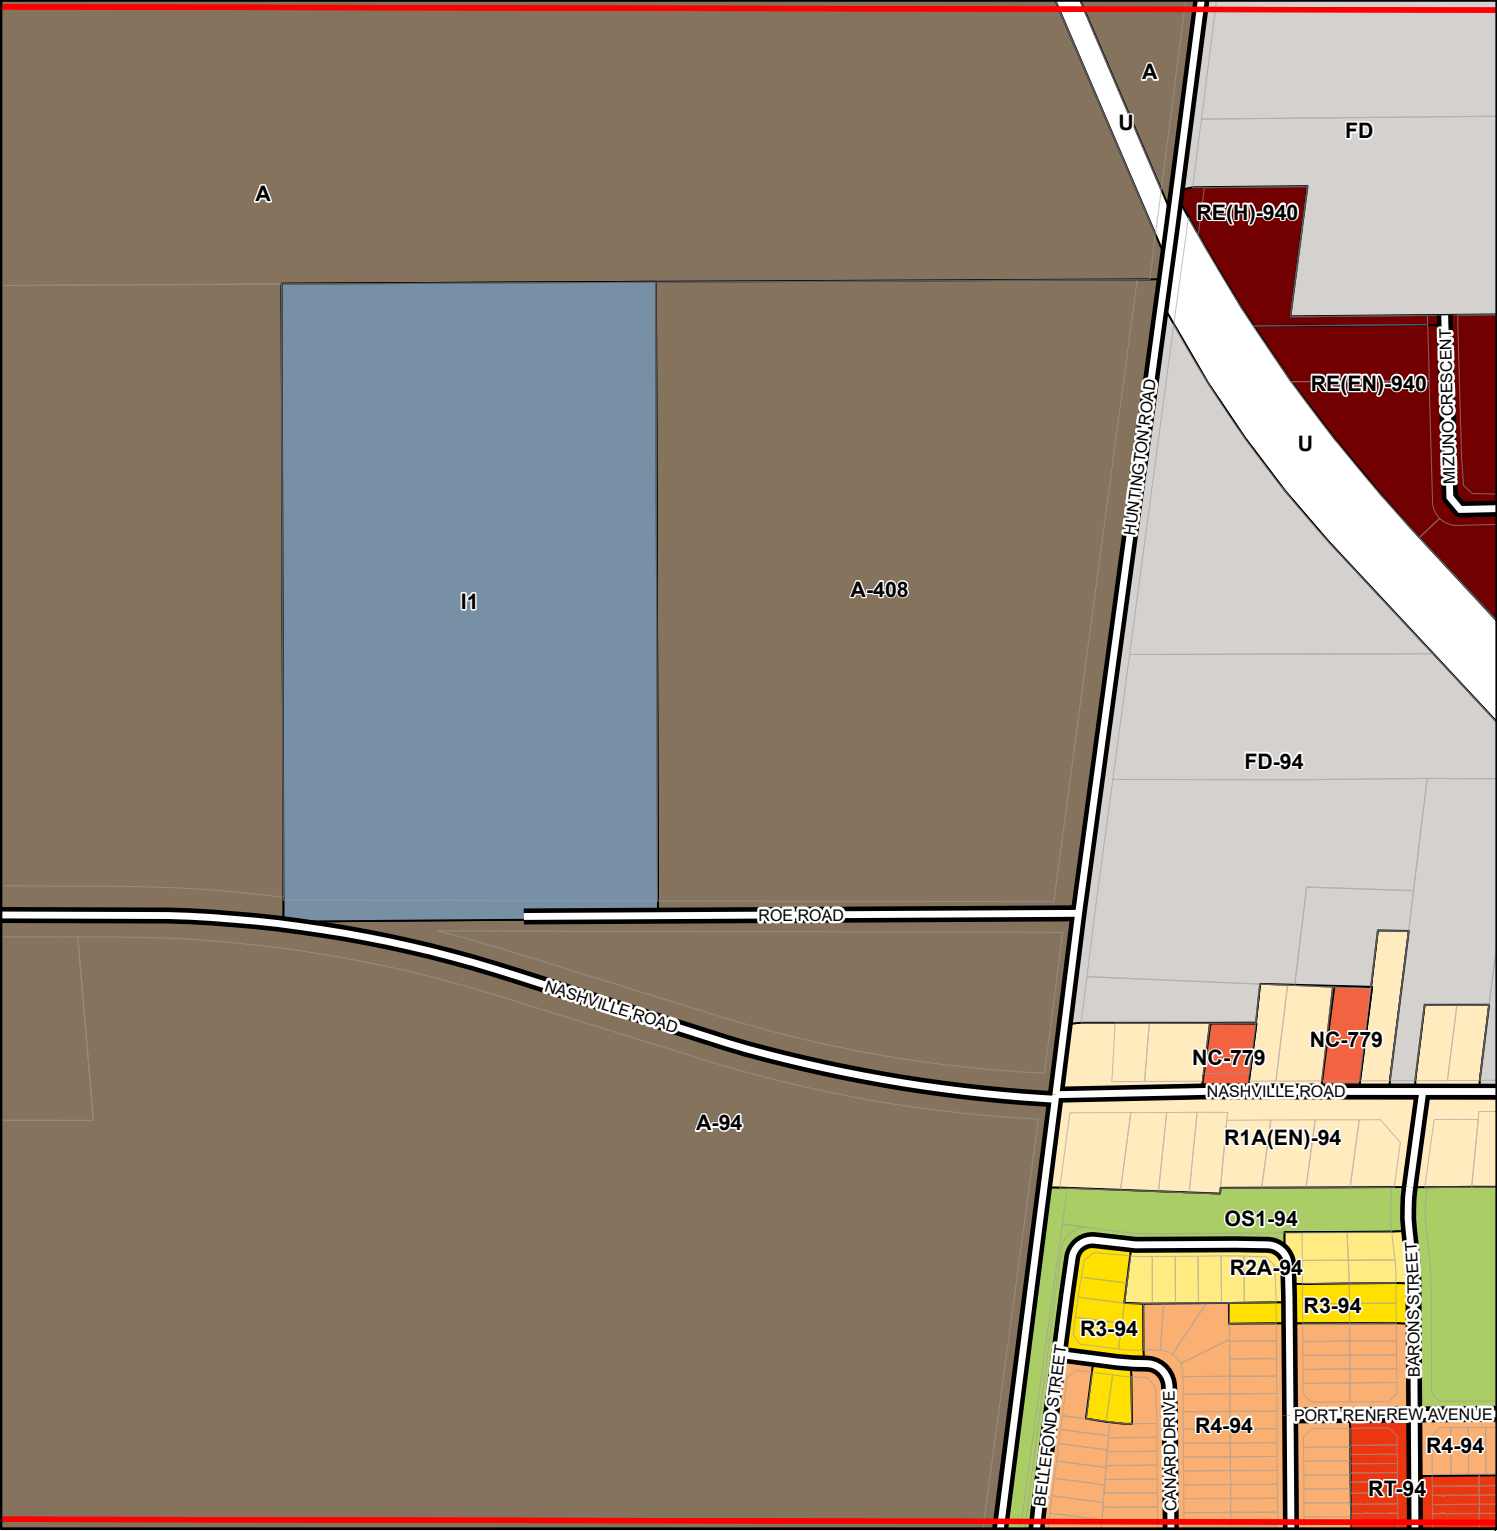 A
U
FD
A
RE(H)-940
RE(EN)-940
MIZUNO CRESCENT
HUNTINGTON ROAD
U
I1
A-408
FD-94
ROE ROAD
NASHVILLE ROAD
NC-779
NC-779
NASHVILLE ROAD
A-94
R1A(EN)-94
OS1-94
R2A-94
R3-94
R3-94
BARONS STREET
BELLEFOND STREET
CANARD DRIVE
R4-94
PORT RENFREW AVENUE
R4-94
RT-94